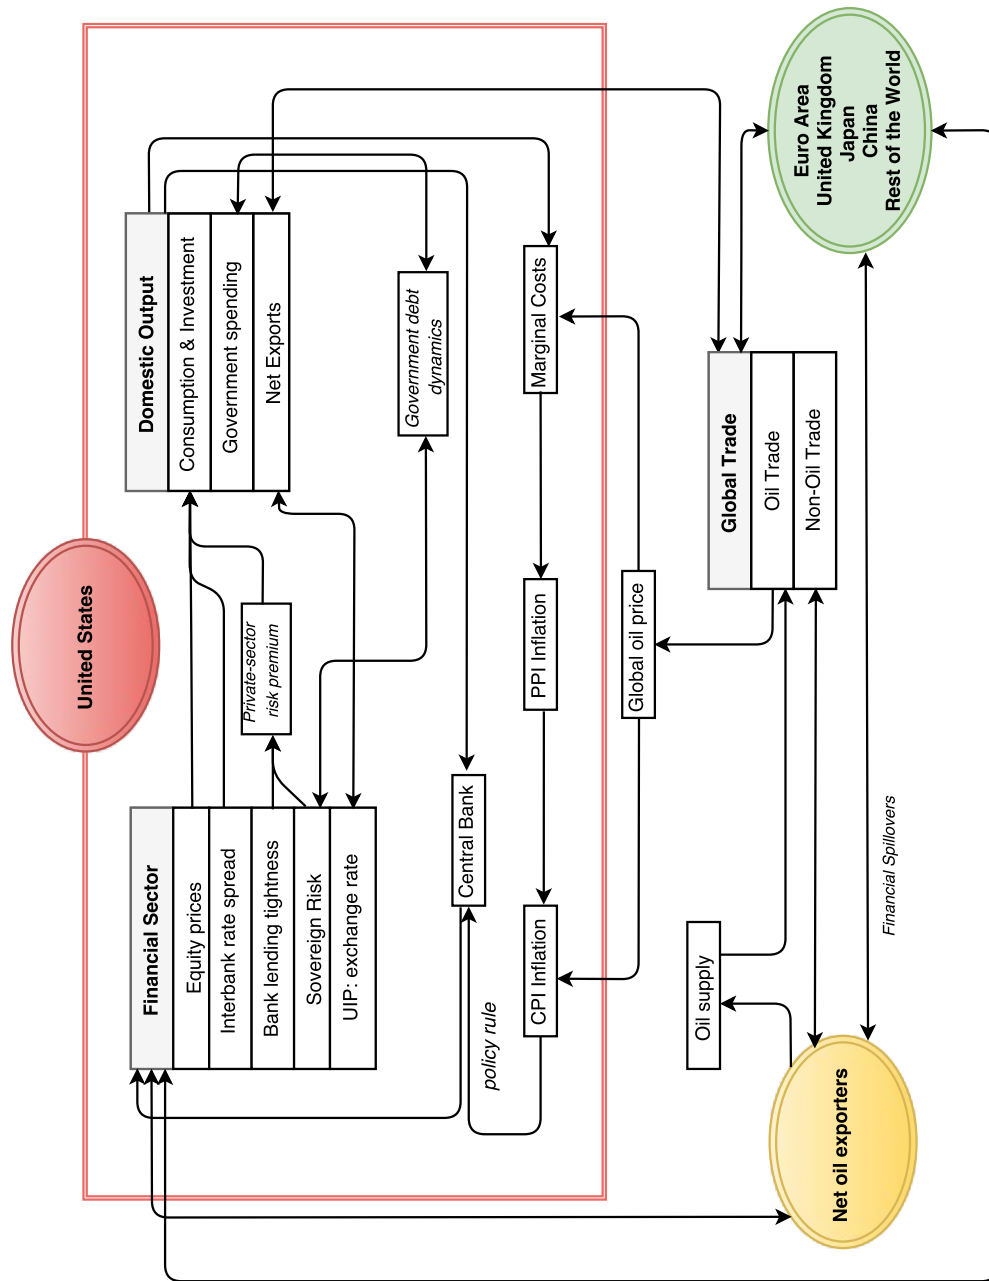 United States
Financial Sector
Equity prices
Interbank rate spread
Bank lending tightness
Sovereign Risk
UIP: exchange rate
Private-sector
risk premium
Domestic Output
Consumption & Investment
Government spending
Net Exports
Government debt
dynamics
Central Bank
policy rule
CPI Inflation
PPI Inflation
Marginal Costs
Global oil price
Oil supply
Global Trade
Oil Trade
Non-Oil Trade
Net oil exporters
Financial Spillovers
Euro Area
United Kingdom
Japan
China
Rest of the World